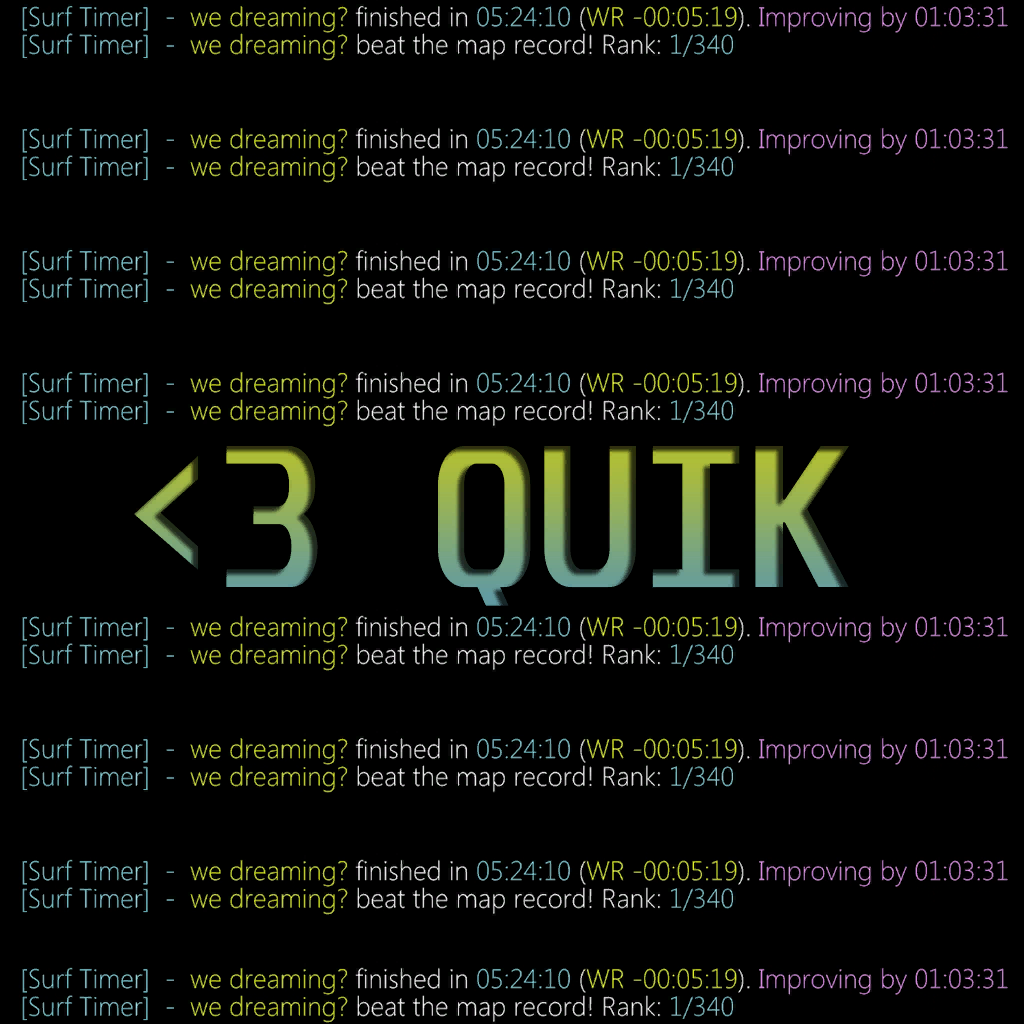 [Surf Timer] - we dreaming? finished in 05:24:10 (WR -00:05:19). Improving by 01:03:31
[Surf Timer] - we dreaming? beat the map record! Rank: 1/340
[Surf Timer] - we dreaming? finished in 05:24:10 (WR -00:05:19). Improving by 01:03:31
[Surf Timer] - we dreaming? beat the map record! Rank: 1/340
[Surf Timer] - we dreaming? finished in 05:24:10 (WR -00:05:19). Improving by 01:03:31
[Surf Timer] - we dreaming? beat the map record! Rank: 1/340
[Surf Timer] - we dreaming? finished in 05:24:10 (WR -00:05:19). Improving by 01:03:31
[Surf Timer] - we dreaming? beat the map record! Rank: 1/340
<3 QUIK
[Surf Timer] - we dreaming? finished in 05:24:10 (WR -00:05:19). Improving by 01:03:31
[Surf Timer] - we dreaming? beat the map record! Rank: 1/340
[Surf Timer] - we dreaming? finished in 05:24:10 (WR -00:05:19). Improving by 01:03:31
[Surf Timer] - we dreaming? beat the map record! Rank: 1/340
[Surf Timer] - we dreaming? finished in 05:24:10 (WR -00:05:19). Improving by 01:03:31
[Surf Timer] - we dreaming? beat the map record! Rank: 1/340
[Surf Timer] - we dreaming? finished in 05:24:10 (WR -00:05:19). Improving by 01:03:31
[Surf Timer] - we dreaming? beat the map record! Rank: 1/340